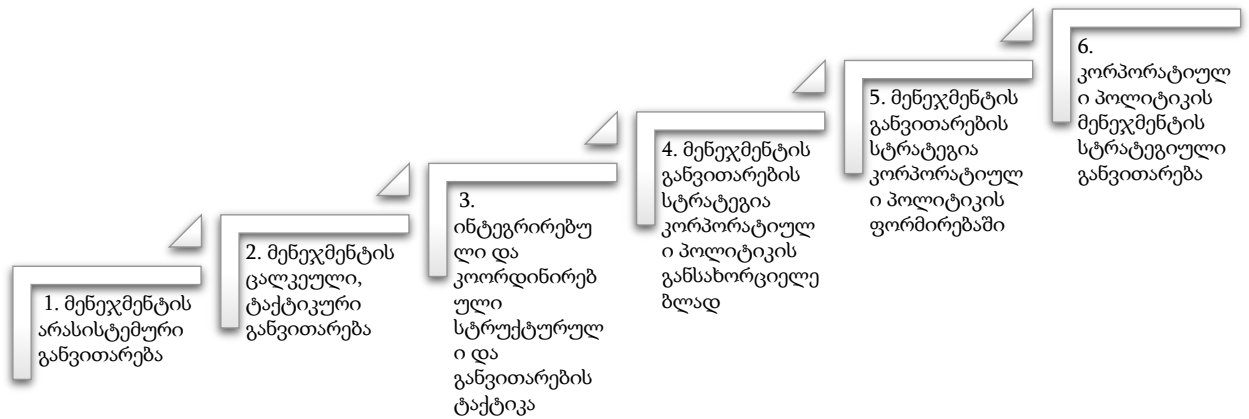 1. მენეჯმენტის
არასისტემური
განვითარება
2. მენეჯმენტის
ცალკეული,
ტაქტიკური
განვითარება
3.
ინტეგრირებუ
ლი და
კოორდინირებ
ული
სტრუქტურულ
ი და
განვითარების
ტაქტიკა
4. მენეჯმენტის
განვითარების
სტრატეგია
კორპორატიულ
ი პოლიტიკის
განსახორციელე
ბლად
5. მენეჯმენტის
განვითარების
სტრატეგია
კორპორატიულ
ი პოლიტიკის
ფორმირებაში
6.
კორპორატიულ
ი პოლიტიკის
მენეჯმენტის
სტრატეგიული
განვითარება